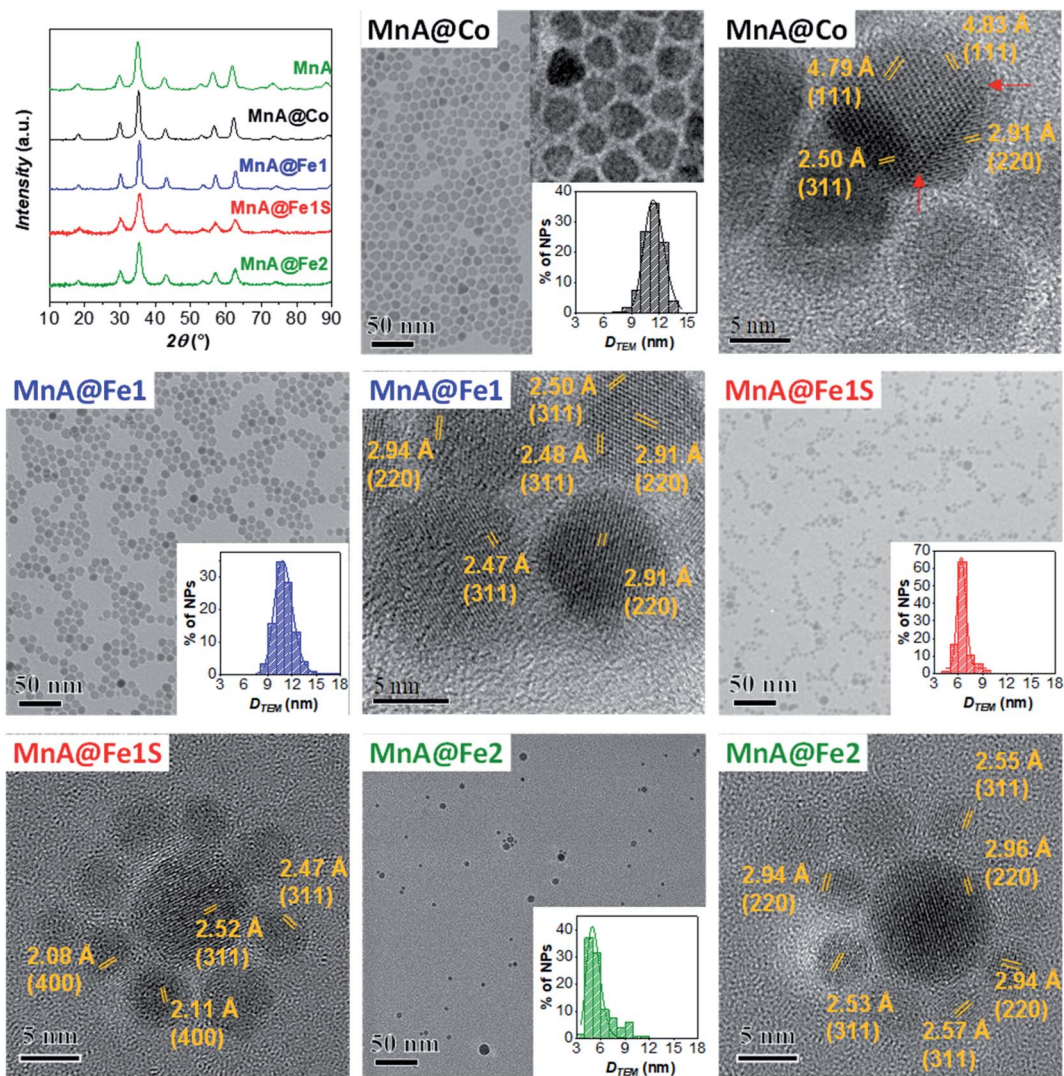 MnA
MnA@Co
MnA@Fe1
MnA@Fe1S
MnA@Fe2
Intensity (a.u.)
10 20 30 40 50 60 70 80 90
2θ (°)
MnA@Co
50 nm
40
30
20
10
0
% of NPs
3 6 9 12 15
D_TEM (nm)
MnA@Co
4.83 Å
(111)
4.79 Å
(111)
2.91 Å
(220)
2.50 Å
(311)
5 nm
MnA@Fe1
50 nm
30
20
10
0
% of NPs
3 6 9 12 15 18
D_TEM (nm)
MnA@Fe1
2.50 Å
(311)
2.94 Å
(220)
2.48 Å
(311)
2.91 Å
(220)
2.47 Å
(311)
2.91 Å
(220)
5 nm
MnA@Fe1S
50 nm
70
60
50
40
30
20
10
0
% of NPs
3 6 9 12 15 18
D_TEM (nm)
MnA@Fe1S
2.47 Å
(311)
2.52 Å
(311)
2.08 Å
(400)
2.11 Å
(400)
5 nm
MnA@Fe2
50 nm
40
30
20
10
0
% of NPs
3 6 9 12 15 18
D_TEM (nm)
MnA@Fe2
2.55 Å
(311)
2.96 Å
(220)
2.94 Å
(220)
2.94 Å
(220)
2.53 Å
(311)
2.57 Å
(311)
5 nm